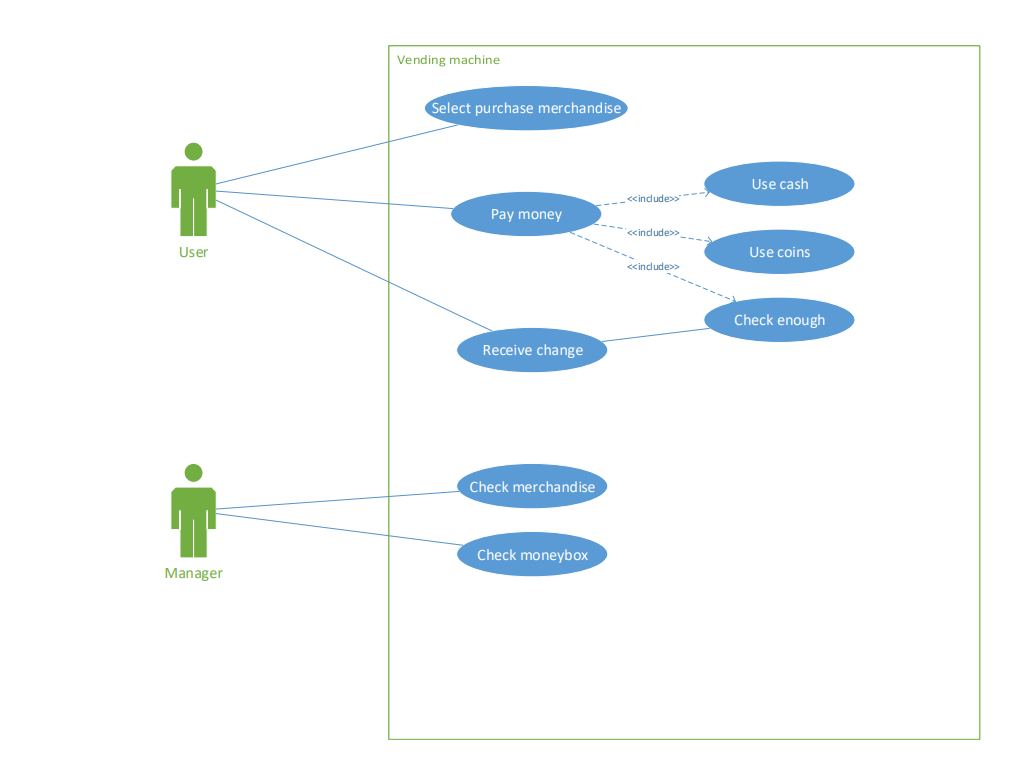 Vending machine
Select purchase merchandise
User
Pay money
<<include>>
Use cash
<<include>>
Use coins
<<include>>
Check enough
Receive change
Manager
Check merchandise
Check moneybox